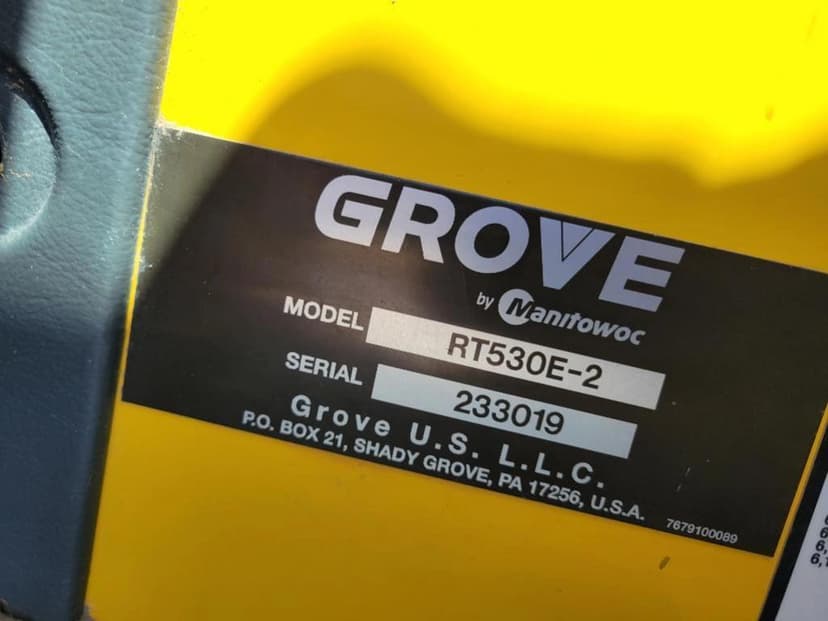 GROVE
by Manitowoc
MODEL RT530E-2
SERIAL 233019
Grove U.S. L.L.C.
P.O. BOX 21, SHADY GROVE, PA 17256, U.S.A.
7679100089